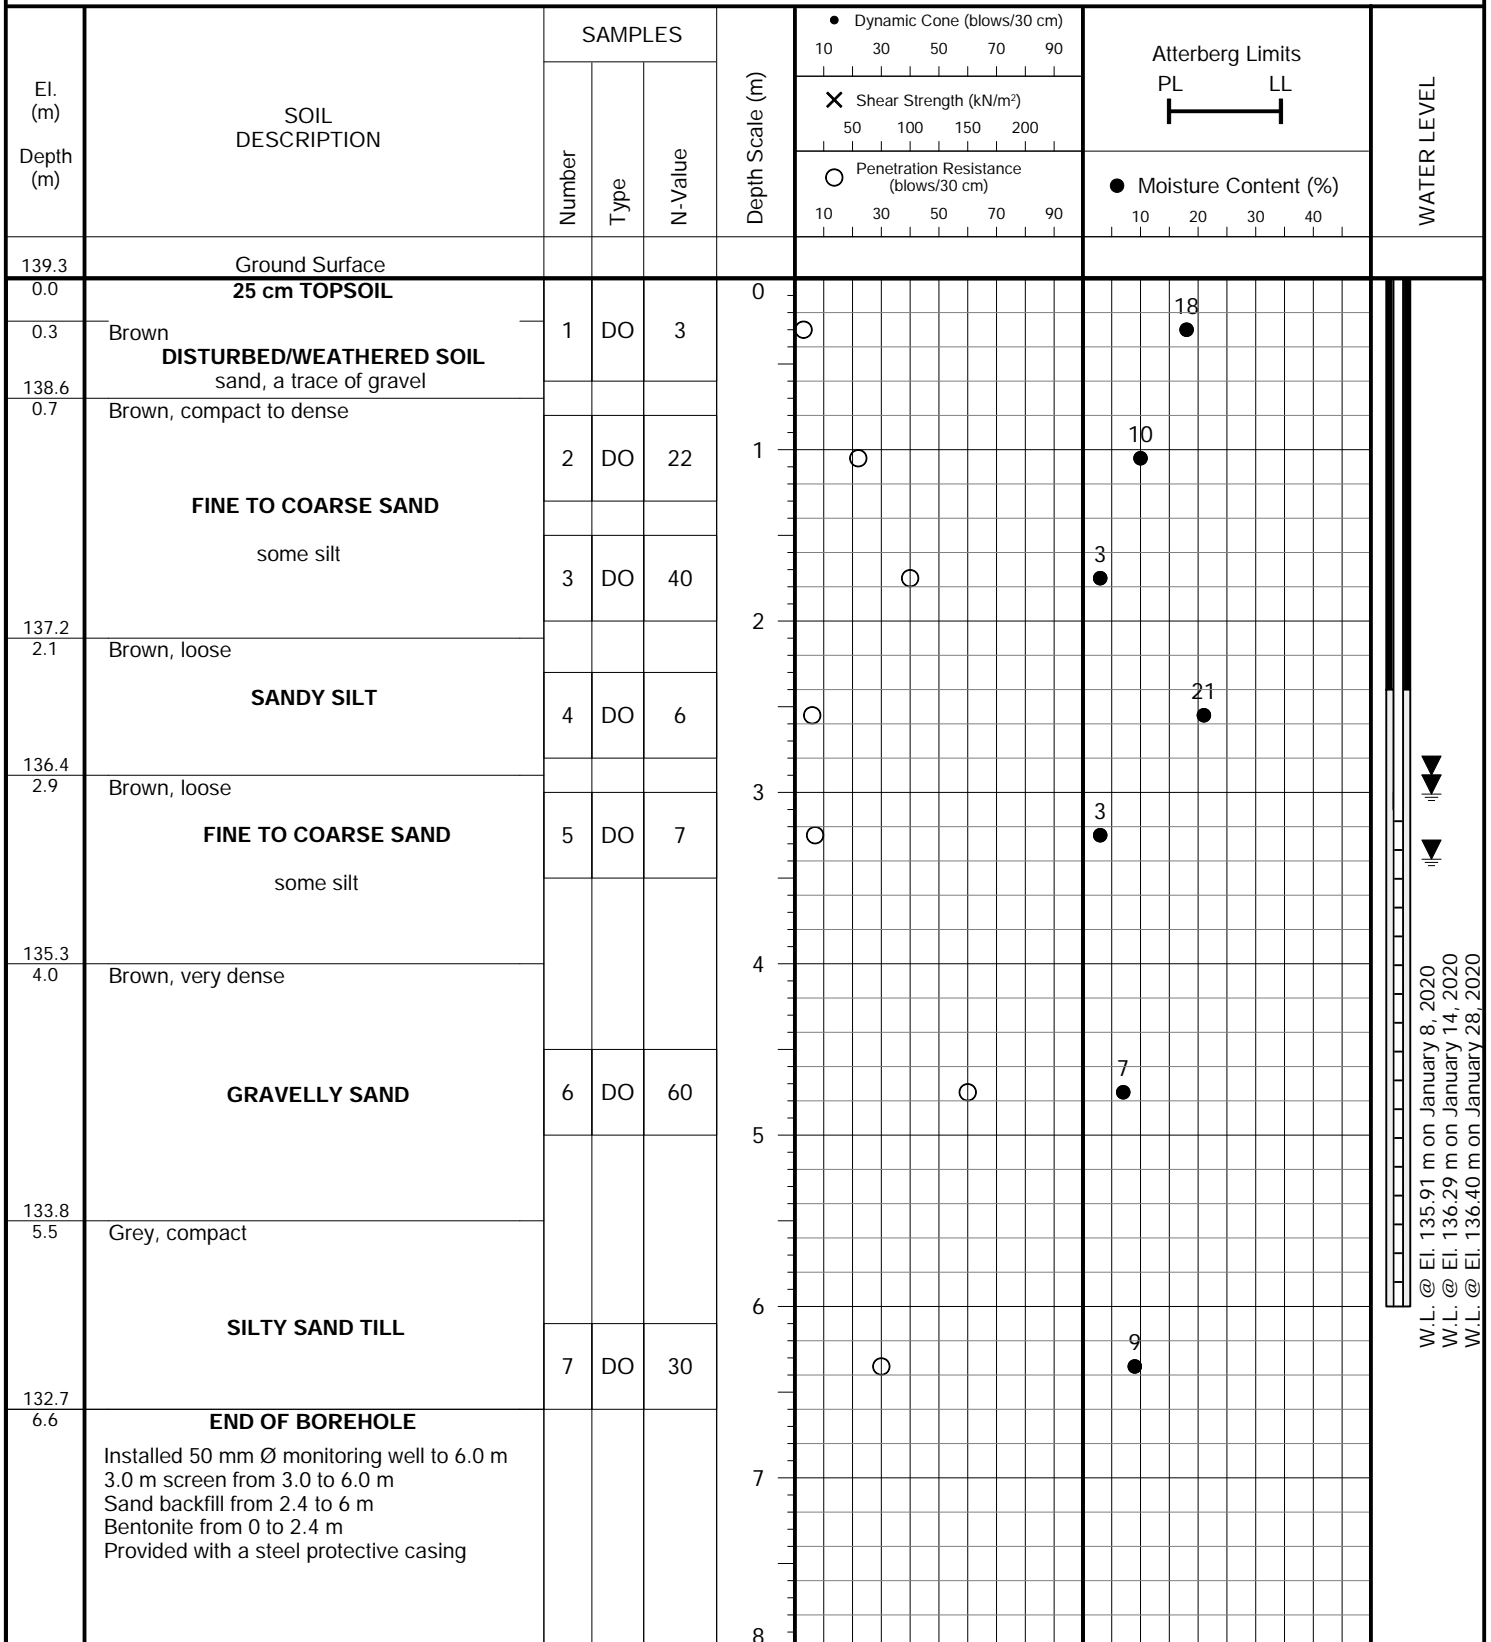 El.
(m)
Depth
(m)
SOIL
DESCRIPTION
SAMPLES
Number
Type
N-Value
Depth Scale (m)
Dynamic Cone (blows/30 cm)
10 30 50 70 90
Shear Strength (kN/m²)
50 100 150 200
Penetration Resistance
(blows/30 cm)
10 30 50 70 90
Atterberg Limits
PL LL
Moisture Content (%)
10 20 30 40
WATER LEVEL
139.3 Ground Surface
0.0 25 cm TOPSOIL 0
18
0.3 Brown 1 DO 3
DISTURBED/WEATHERED SOIL
sand, a trace of gravel
138.6
0.7 Brown, compact to dense
10
1
2 DO 22
FINE TO COARSE SAND
some silt
3
3 DO 40
2
137.2
2.1 Brown, loose
SANDY SILT
21
4 DO 6
136.4
2.9 Brown, loose
3
3
FINE TO COARSE SAND 5 DO 7
some silt
135.3
4.0 Brown, very dense
4
7
GRAVELLY SAND 6 DO 60
5
133.8
5.5 Grey, compact
6
SILTY SAND TILL
9
7 DO 30
132.7
6.6 END OF BOREHOLE
Installed 50 mm Ø monitoring well to 6.0 m
3.0 m screen from 3.0 to 6.0 m
7
Sand backfill from 2.4 to 6 m
Bentonite from 0 to 2.4 m
Provided with a steel protective casing
8
W.L. @ El. 135.91 m on January 8, 2020
W.L. @ El. 136.29 m on January 14, 2020
W.L. @ El. 136.40 m on January 28, 2020